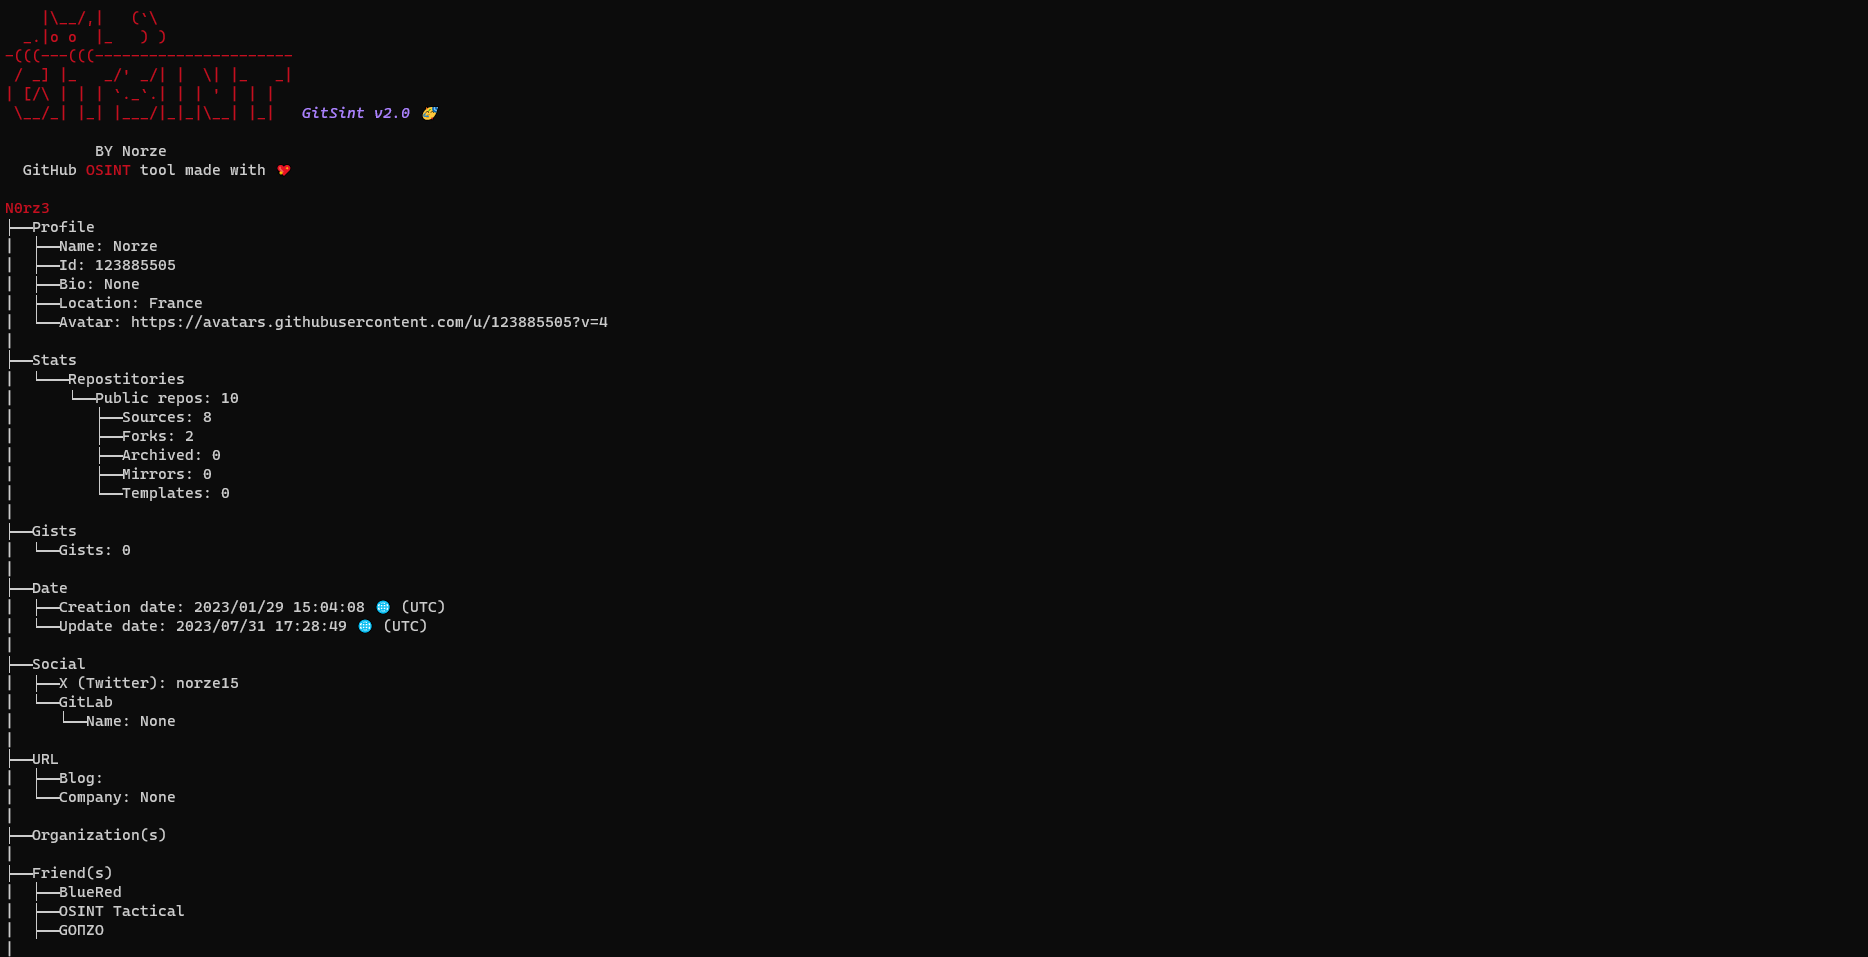 |\__/,|   (`\
  _.|o o  |_   ) )
-(((---(((----------------------
 / _] |_   _/' _/| |  \| |_   _|
| [/\ | | | `._`.| | | ' | | |
 \__/_| |_| |___/|_|_|\__| |_|   GitSint v2.0 🥳
BY Norze
GitHub OSINT tool made with 💖
N0rz3
├──Profile
│  ├──Name: Norze
│  ├──Id: 123885505
│  ├──Bio: None
│  ├──Location: France
│  └──Avatar: https://avatars.githubusercontent.com/u/123885505?v=4
│
├──Stats
│  └───Repostitories
│      └──Public repos: 10
│         ├──Sources: 8
│         ├──Forks: 2
│         ├──Archived: 0
│         ├──Mirrors: 0
│         └──Templates: 0
│
├──Gists
│  └──Gists: 0
│
├──Date
│  ├──Creation date: 2023/01/29 15:04:08 🌐 (UTC)
│  └──Update date: 2023/07/31 17:28:49 🌐 (UTC)
│
├──Social
│  ├──X (Twitter): norze15
│  └──GitLab
│     └──Name: None
│
├──URL
│  ├──Blog:
│  └──Company: None
│
├──Organization(s)
│
├──Friend(s)
│  ├──BlueRed
│  ├──OSINT Tactical
│  ├──GOПZO
│